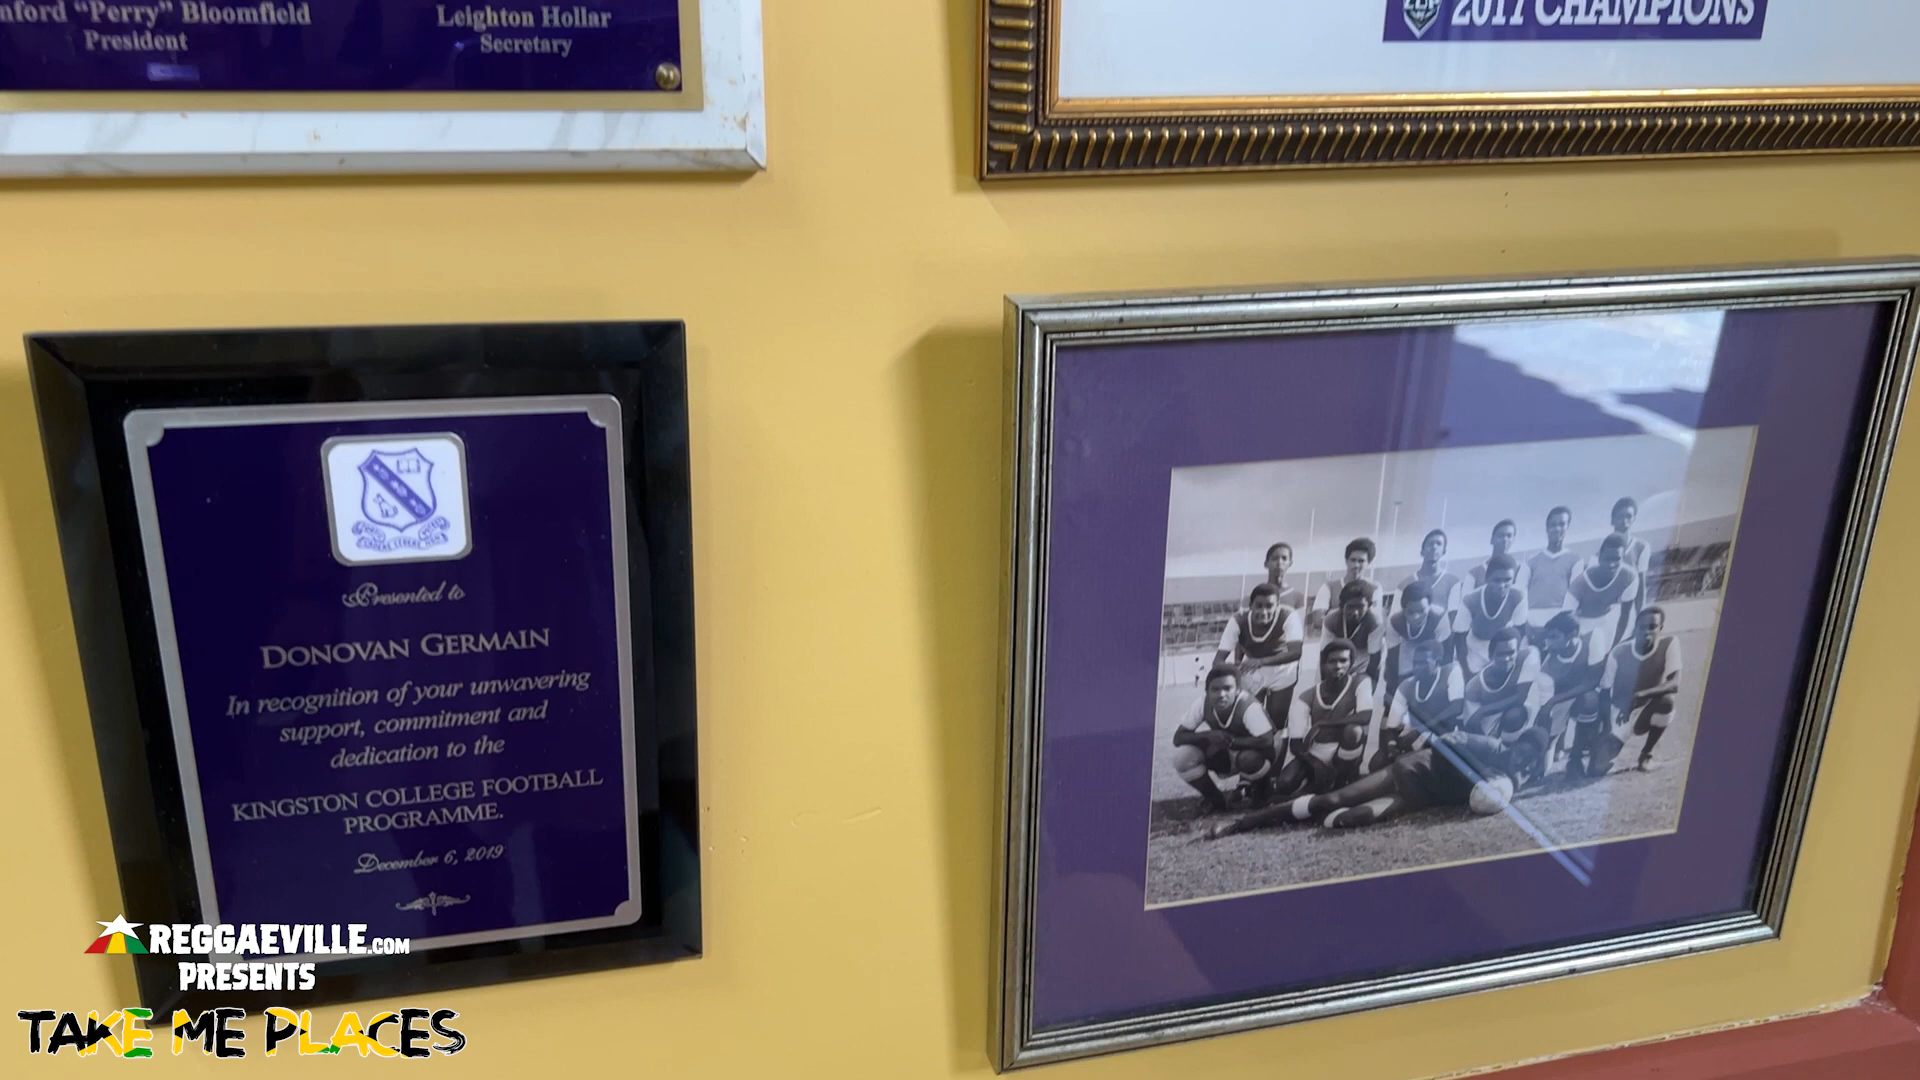 "Perry" Bloomfield
President
Leighton Hollar
Secretary
2017 CHAMPIONS
Presented to
DONOVAN GERMAIN
In recognition of your unwavering
support, commitment and
dedication to the
KINGSTON COLLEGE FOOTBALL
PROGRAMME.
December 6, 2019
REGGAEVILLE.COM
PRESENTS
TAKE ME PLACES